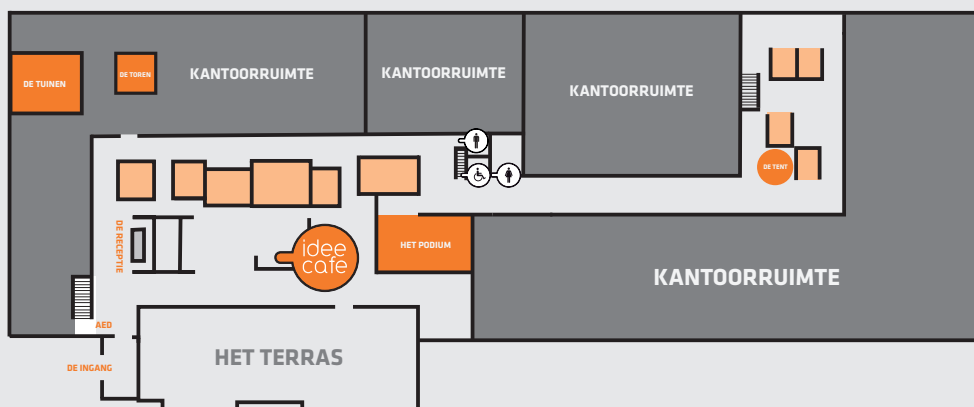 KANTOORRUIMTE
KANTOORRUIMTE
KANTOORRUIMTE
DE TUINEN
DE TOREN
DE TENT
DE RECEPTIE
idee
cafe
HET PODIUM
KANTOORRUIMTE
AED
DE INGANG
HET TERRAS